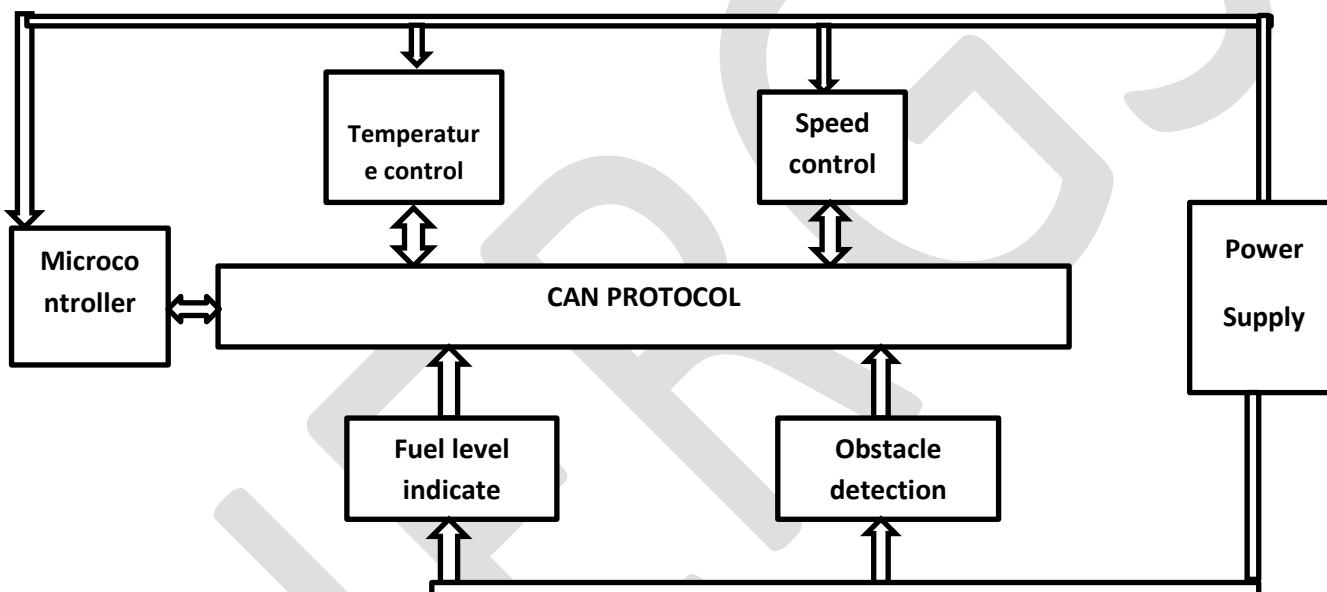 Temperatur
e control
Speed
control
Microco
ntroller
CAN PROTOCOL
Power
Supply
Fuel level
indicate
Obstacle
detection